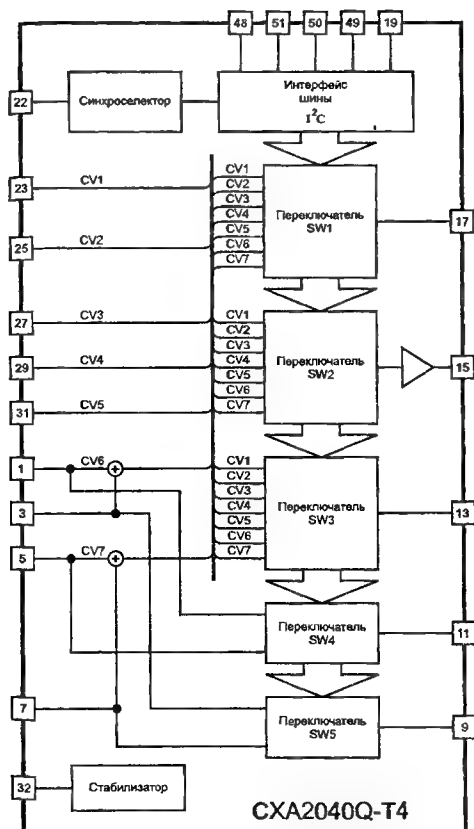 48 51 50 49 19
22
Синхроселектор
Интерфейс
шины
I²C
23
CV1
CV1
CV2
CV3
CV4
CV5
CV6
CV7
Переключатель
SW1
17
25
CV2
27
CV3
29
CV4
31
CV5
CV1
CV2
CV3
CV4
CV5
CV6
CV7
Переключатель
SW2
15
1
CV6
+
3
5
CV7
+
CV1
CV2
CV3
CV4
CV5
CV6
CV7
Переключатель
SW3
13
Переключатель
SW4
11
7
Переключатель
SW5
9
32
Стабилизатор
CXA2040Q-T4